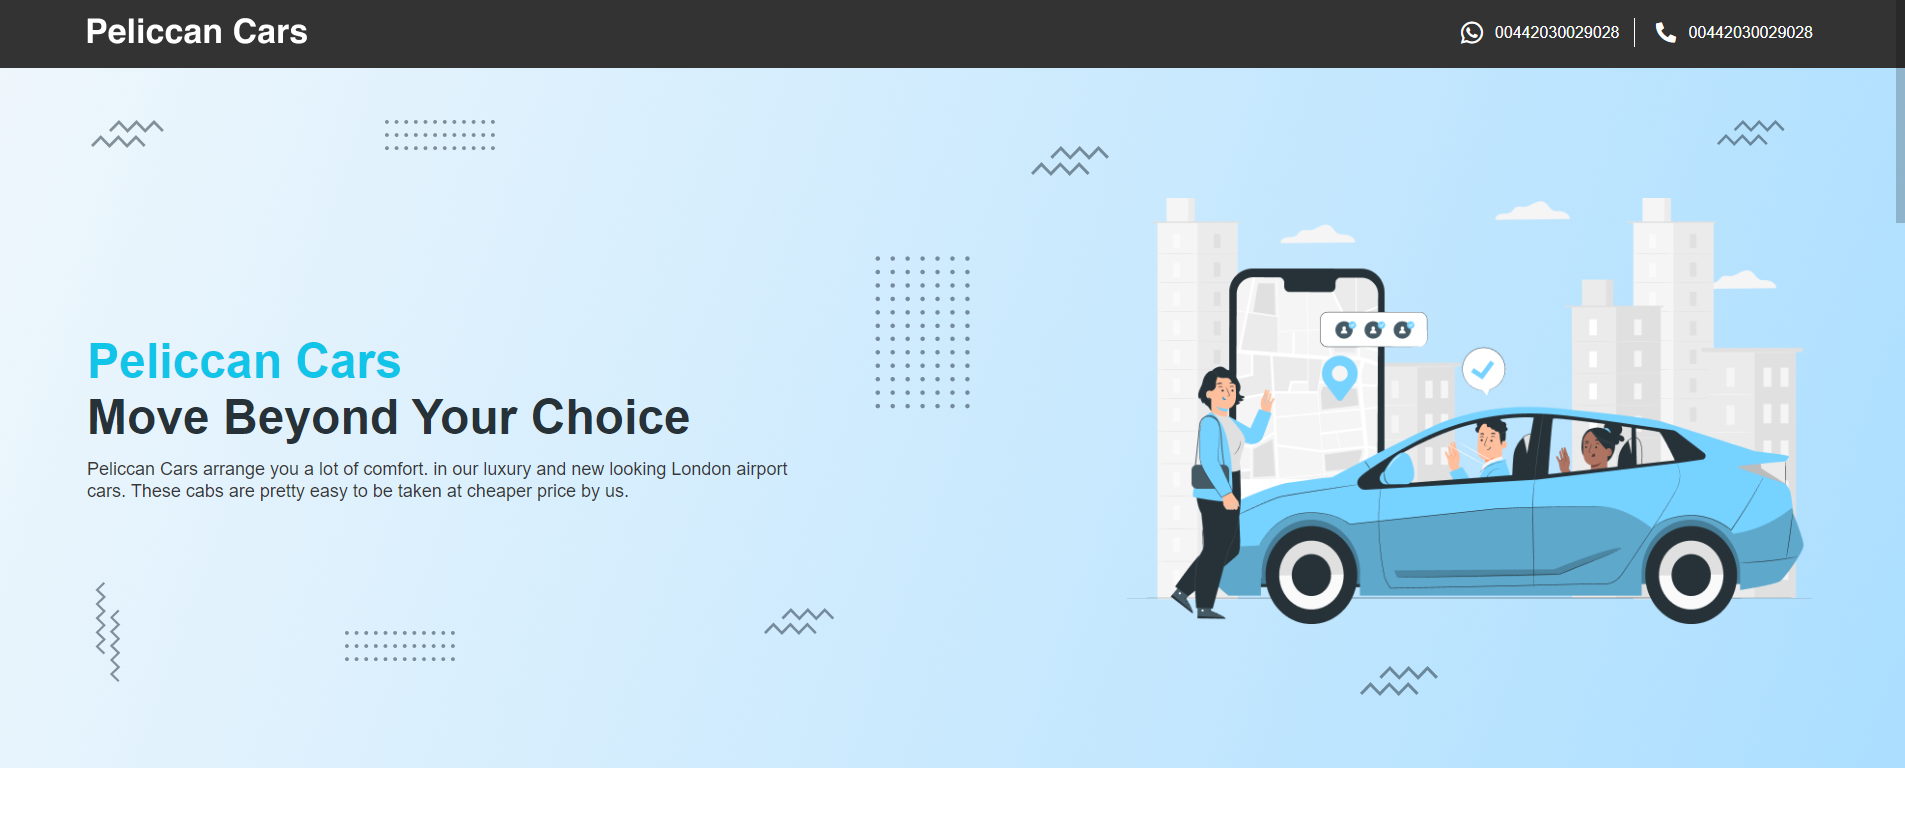 Peliccan Cars
00442030029028
00442030029028
Peliccan Cars
Move Beyond Your Choice
Peliccan Cars arrange you a lot of comfort. in our luxury and new looking London airport
cars. These cabs are pretty easy to be taken at cheaper price by us.